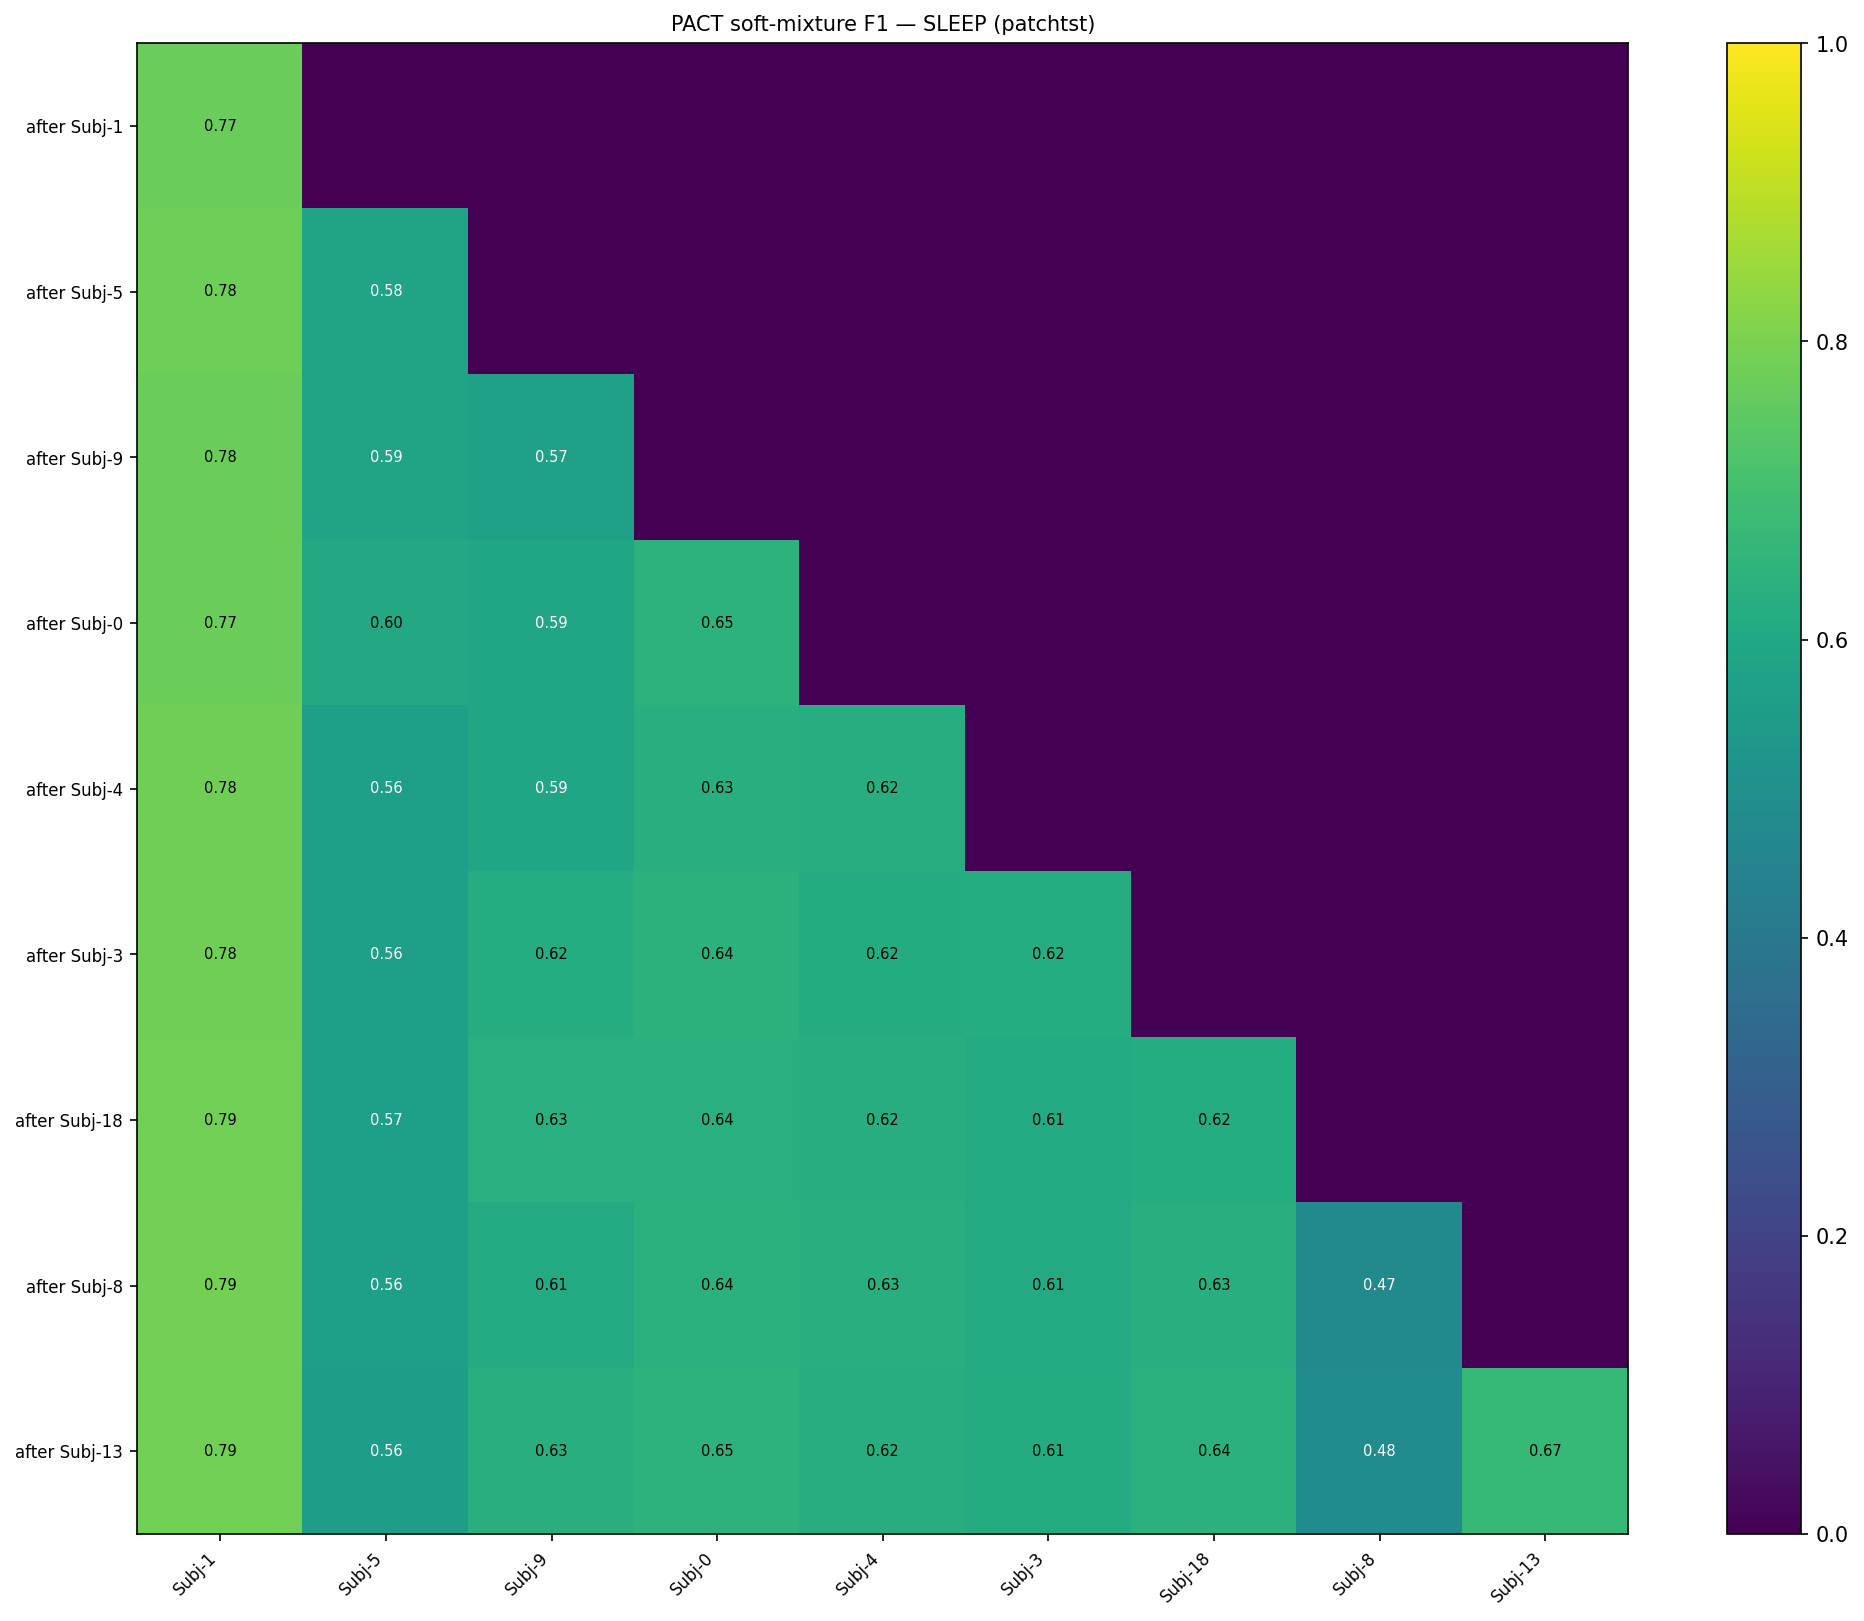 PACT soft-mixture F1 — SLEEP (patchtst)
after Subj-1 0.77
after Subj-5 0.78 0.58
after Subj-9 0.78 0.59 0.57
after Subj-0 0.77 0.60 0.59 0.65
after Subj-4 0.78 0.56 0.59 0.63 0.62
after Subj-3 0.78 0.56 0.62 0.64 0.62 0.62
after Subj-18 0.79 0.57 0.63 0.64 0.62 0.61 0.62
after Subj-8 0.79 0.56 0.61 0.64 0.63 0.61 0.63 0.47
after Subj-13 0.79 0.56 0.63 0.65 0.62 0.61 0.64 0.48 0.67
Subj-1 Subj-5 Subj-9 Subj-0 Subj-4 Subj-3 Subj-18 Subj-8 Subj-13
1.0
0.8
0.6
0.4
0.2
0.0